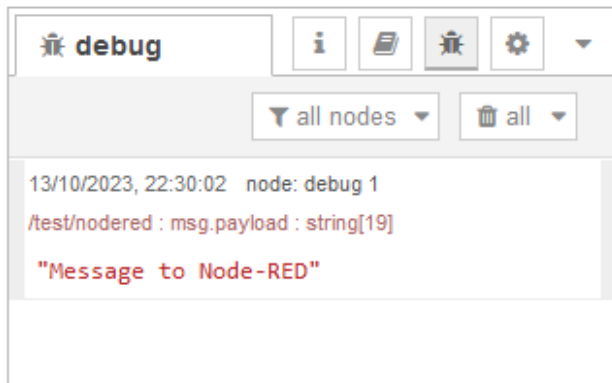 debug
all nodes
all
13/10/2023, 22:30:02 node: debug 1
/test/nodered : msg.payload : string[19]
"Message to Node-RED"